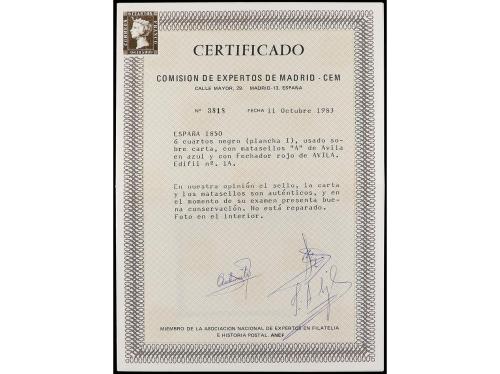 CERTIFICADO
COMISION DE EXPERTOS DE MADRID - CEM
CALLE MAYOR, 29. MADRID-13. ESPAÑA
Nº 3818 FECHA 11 Octubre 1983
ESPAÑA 1850
6 cuartos negro (plancha I), usado so-
bre carta, con matasellos "A" de Avila
en azul y con Fechador rojo de AVILA.
Edifil nº. 1A.
En nuestra opinión el sello, la carta
y los matasellos son auténticos, y en
el momento de su examen presenta bue-
na conservación. No está reparado.
Foto en el interior.
MIEMBRO DE LA ASOCIACION NACIONAL DE EXPERTOS EN FILATELIA
E HISTORIA POSTAL. ANEF